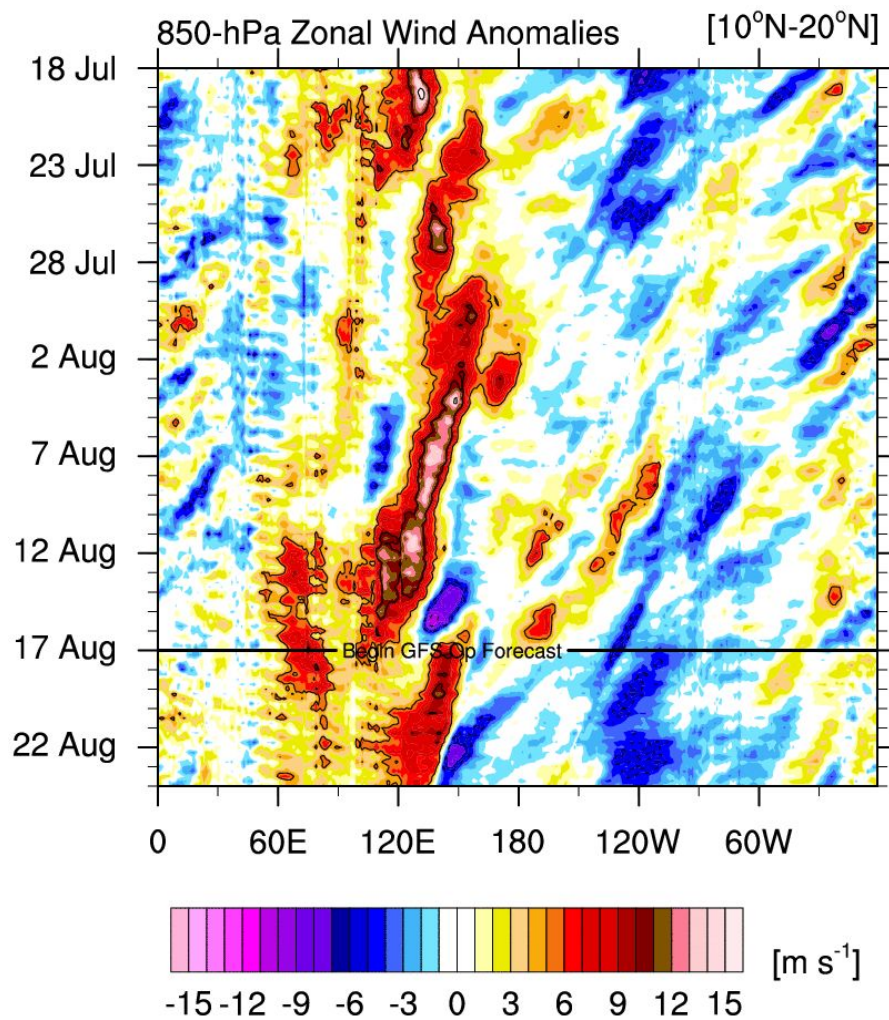 850-hPa Zonal Wind Anomalies [10°N-20°N]
18 Jul
23 Jul
28 Jul
2 Aug
7 Aug
12 Aug
17 Aug
Begin GFS Op Forecast
22 Aug
0 60E 120E 180 120W 60W
-15 -12 -9 -6 -3 0 3 6 9 12 15
[m s⁻¹]